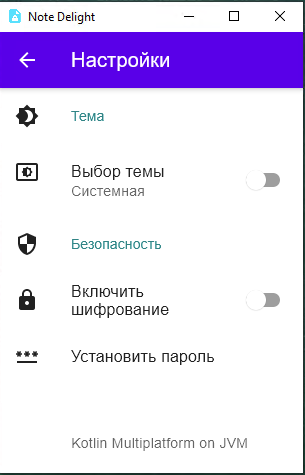 Note Delight
Настройки
Тема
Выбор темы
Системная
Безопасность
Включить
шифрование
Установить пароль
Kotlin Multiplatform on JVM